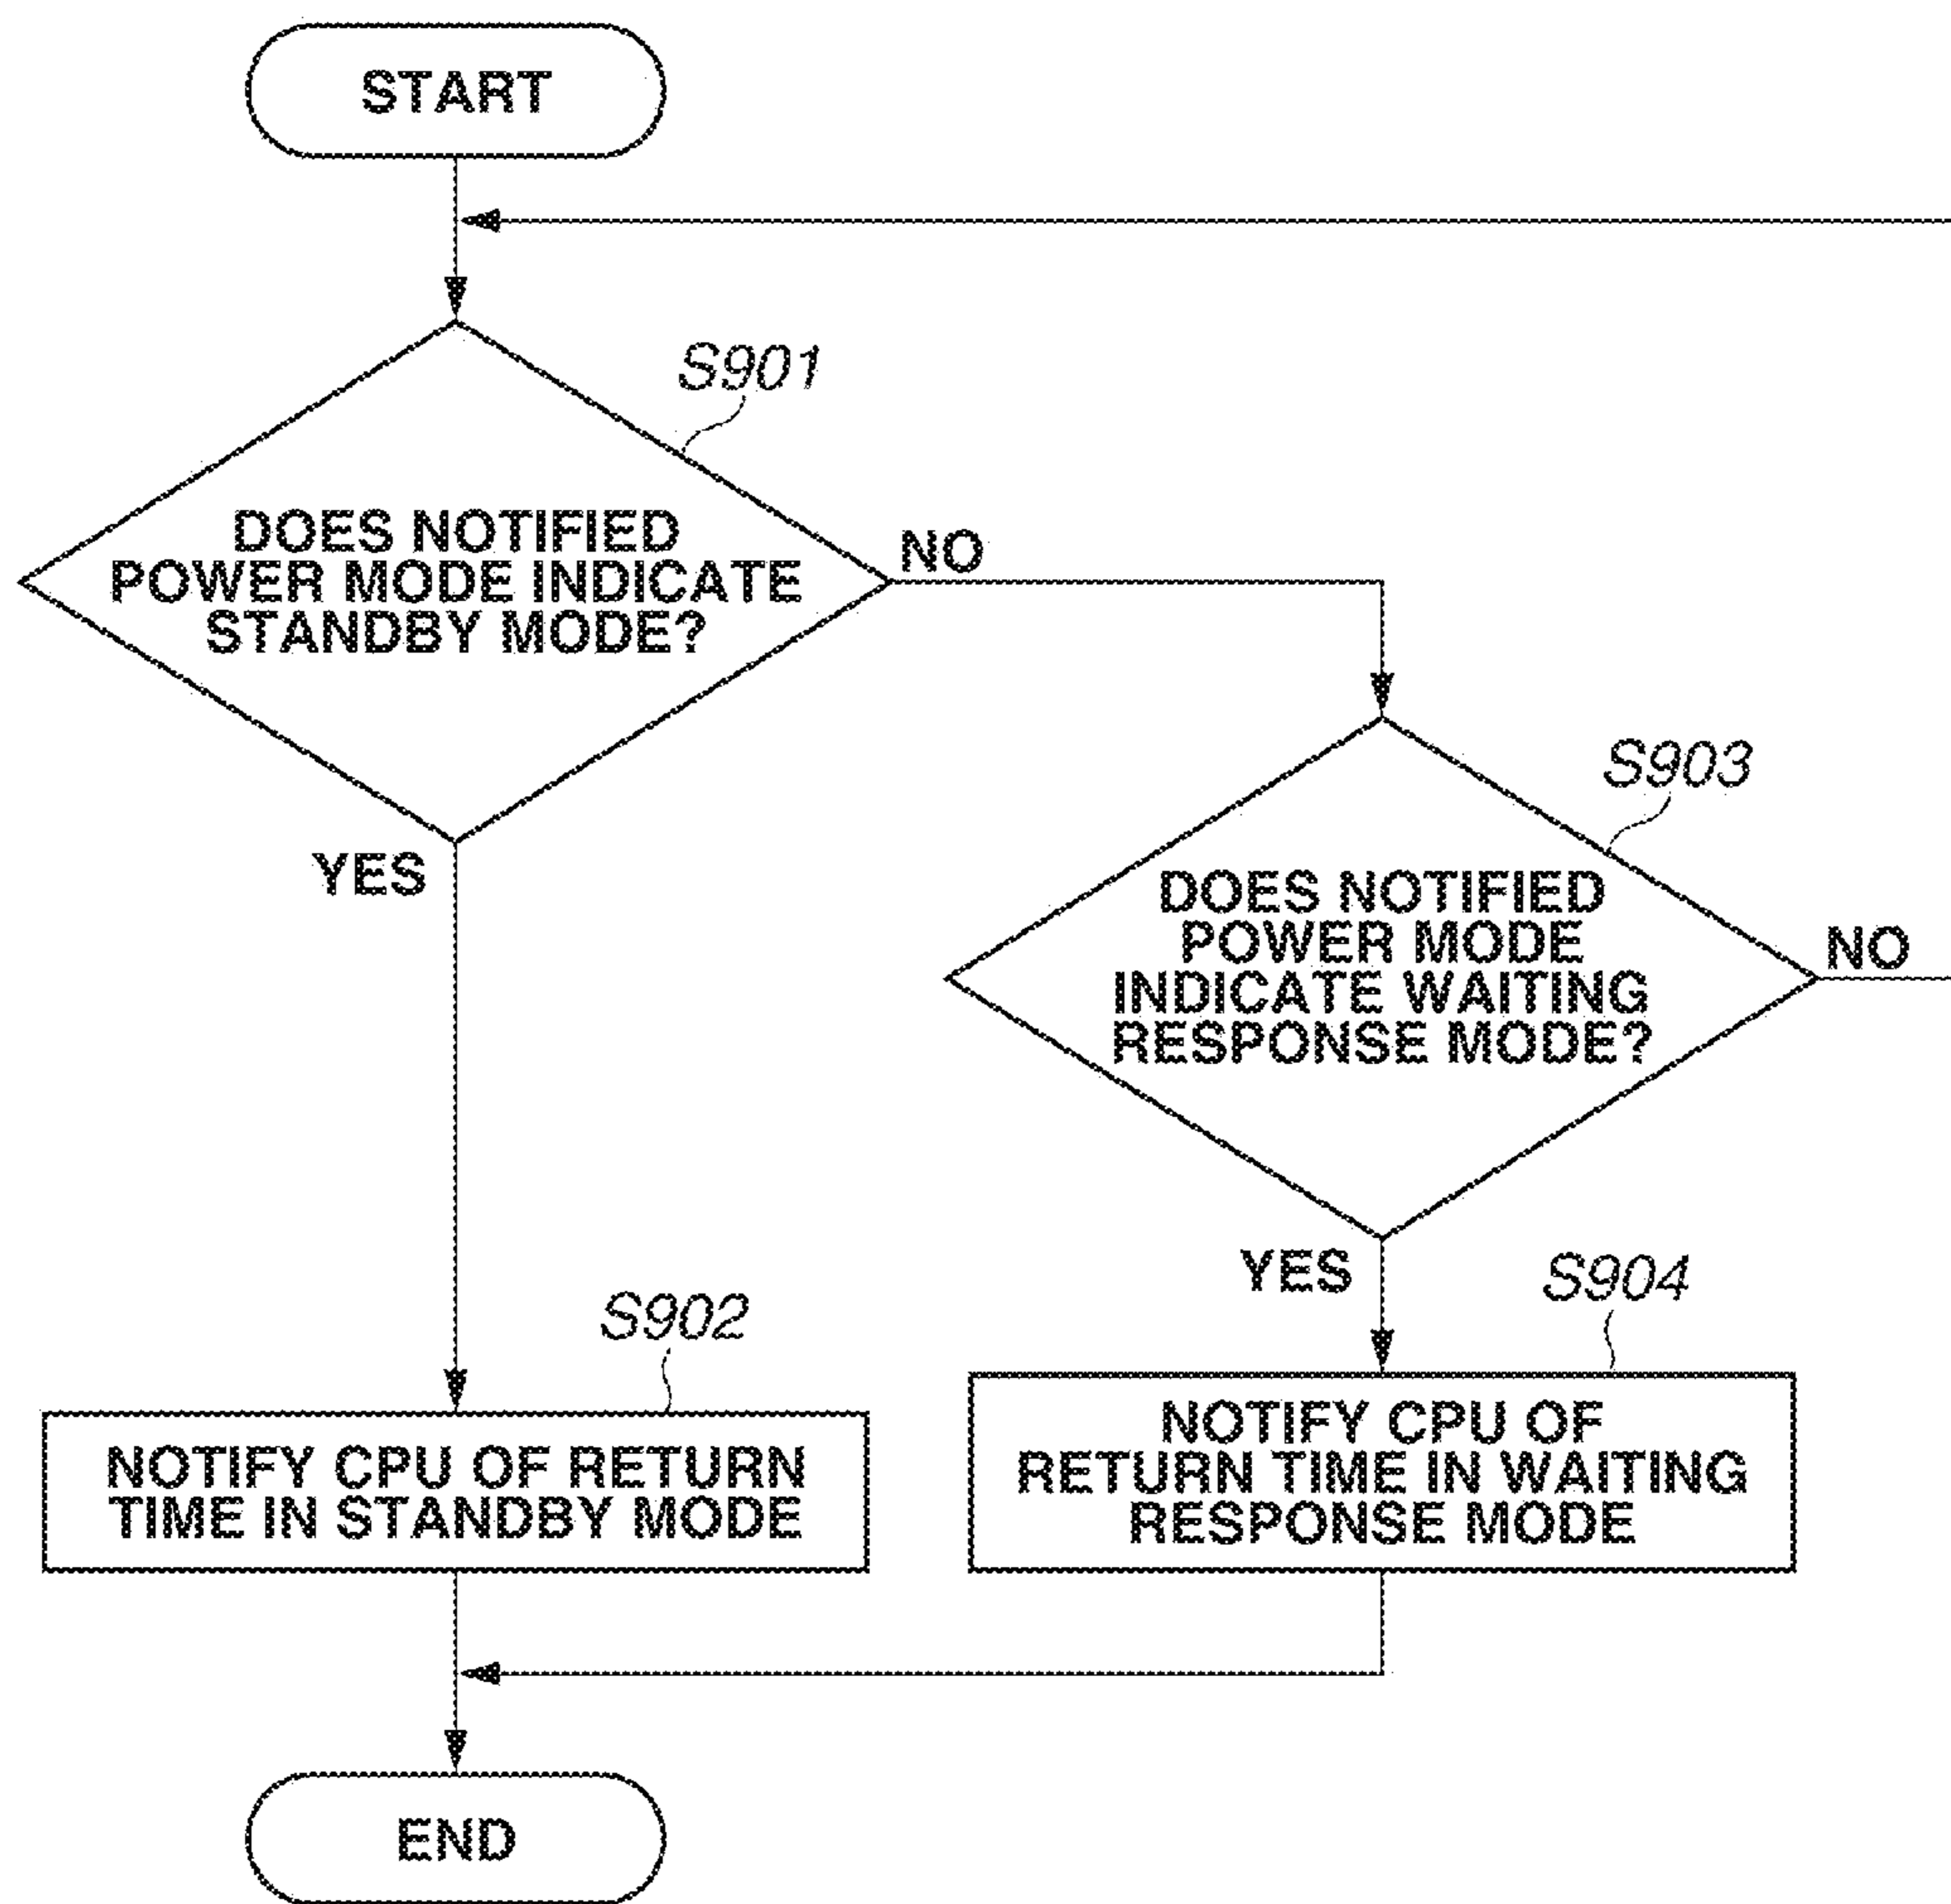 START
S901
DOES NOTIFIED
POWER MODE INDICATE
STANDBY MODE?
NO
YES
S903
DOES NOTIFIED
POWER MODE
INDICATE WAITING
RESPONSE MODE?
NO
YES
S902
NOTIFY CPU OF RETURN
TIME IN STANDBY MODE
S904
NOTIFY CPU OF
RETURN TIME IN WAITING
RESPONSE MODE
END